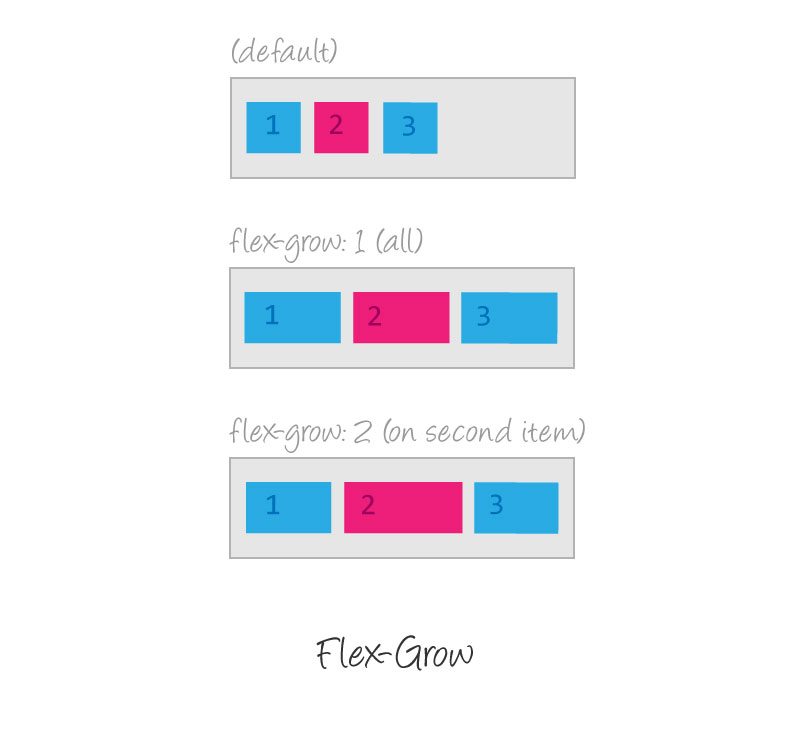 (default)
1 2 3
flex-grow: 1 (all)
1 2 3
flex-grow: 2 (on second item)
1 2 3
Flex-Grow